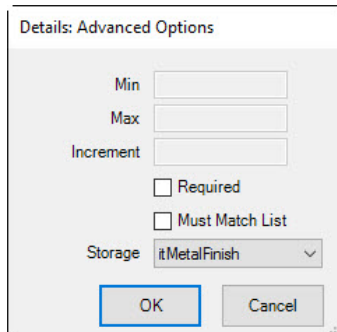 Details: Advanced Options
Min
Max
Increment
Required
Must Match List
Storage itMetalFinish
OK Cancel